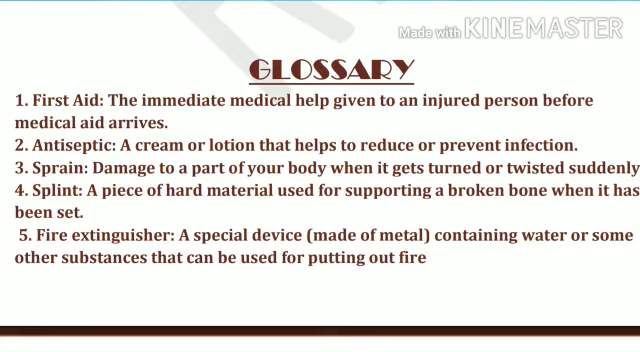 Made with KINEMASTER
GLOSSARY
1. First Aid: The immediate medical help given to an injured person before
medical aid arrives.
2. Antiseptic: A cream or lotion that helps to reduce or prevent infection.
3. Sprain: Damage to a part of your body when it gets turned or twisted suddenly
4. Splint: A piece of hard material used for supporting a broken bone when it has
been set.
5. Fire extinguisher: A special device (made of metal) containing water or some
other substances that can be used for putting out fire